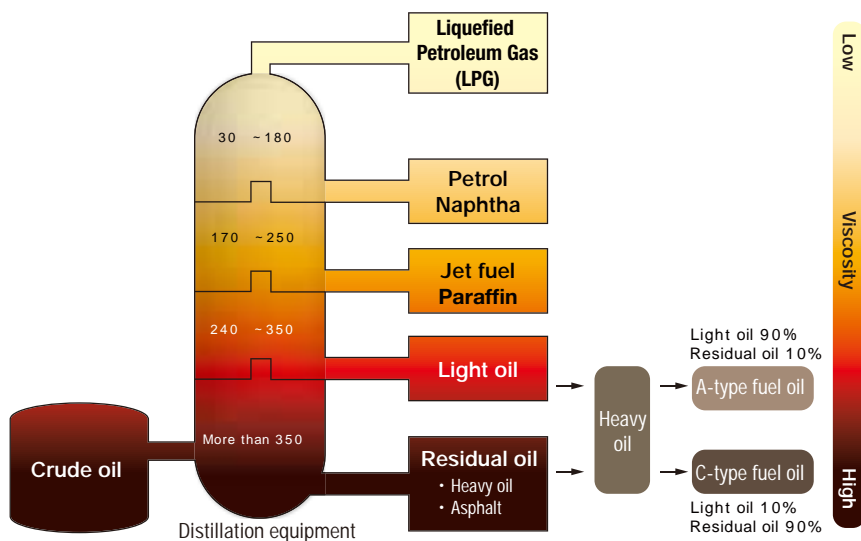 Liquefied
Petroleum Gas
(LPG)
30 ~180
Petrol
Naphtha
170 ~250
Jet fuel
Paraffin
240 ~350
Light oil
More than 350
Crude oil
Residual oil
・Heavy oil
・Asphalt
Distillation equipment
Heavy
oil
Light oil 90%
Residual oil 10%
A-type fuel oil
C-type fuel oil
Light oil 10%
Residual oil 90%
Low
Viscosity
High